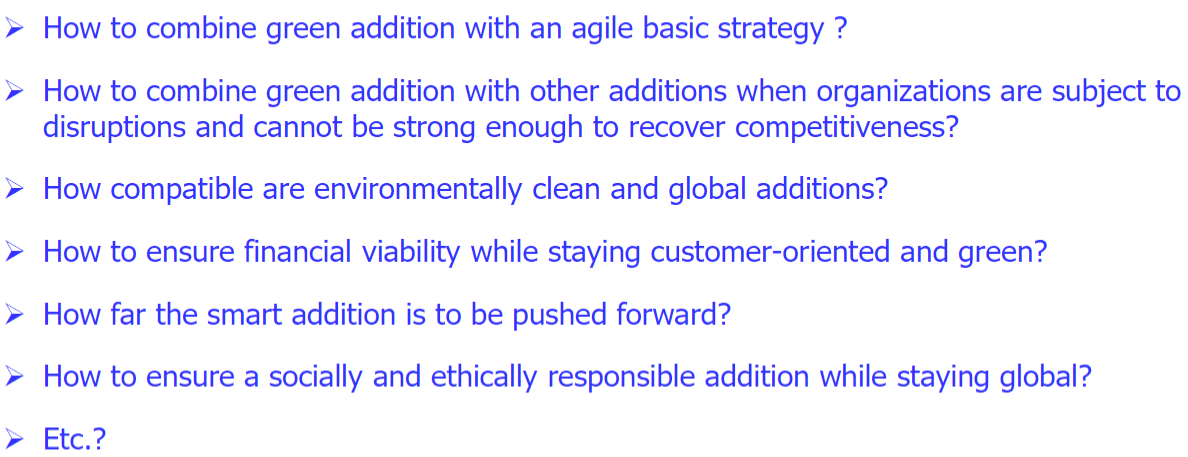 ➢ How to combine green addition with an agile basic strategy ?
➢ How to combine green addition with other additions when organizations are subject to
disruptions and cannot be strong enough to recover competitiveness?
➢ How compatible are environmentally clean and global additions?
➢ How to ensure financial viability while staying customer-oriented and green?
➢ How far the smart addition is to be pushed forward?
➢ How to ensure a socially and ethically responsible addition while staying global?
➢ Etc.?